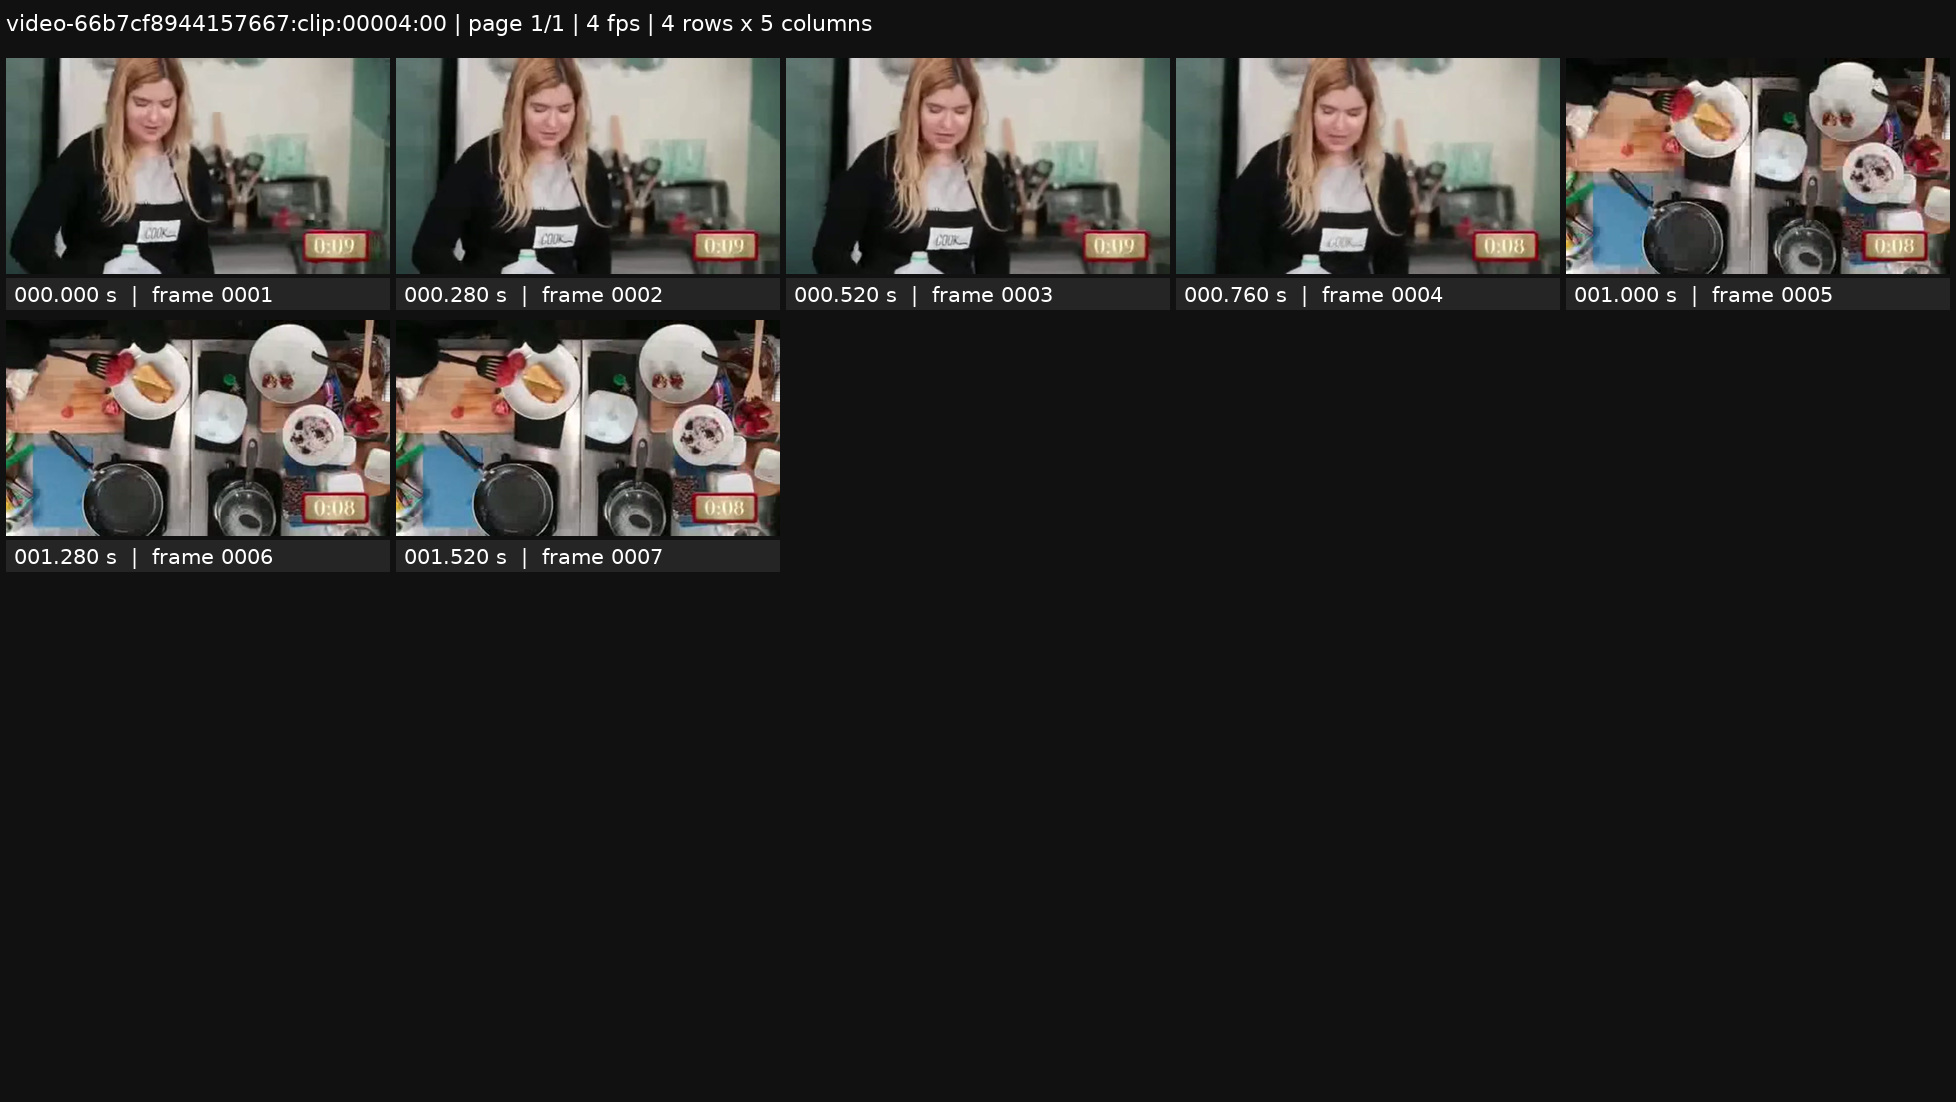 video-66b7cf8944157667:clip:00004:00 | page 1/1 | 4 fps | 4 rows x 5 columns
COOK
0:09
COOK
0:09
COOK
0:09
COOK
0:08
0:08
000.000 s | frame 0001
000.280 s | frame 0002
000.520 s | frame 0003
000.760 s | frame 0004
001.000 s | frame 0005
0:08
0:08
001.280 s | frame 0006
001.520 s | frame 0007